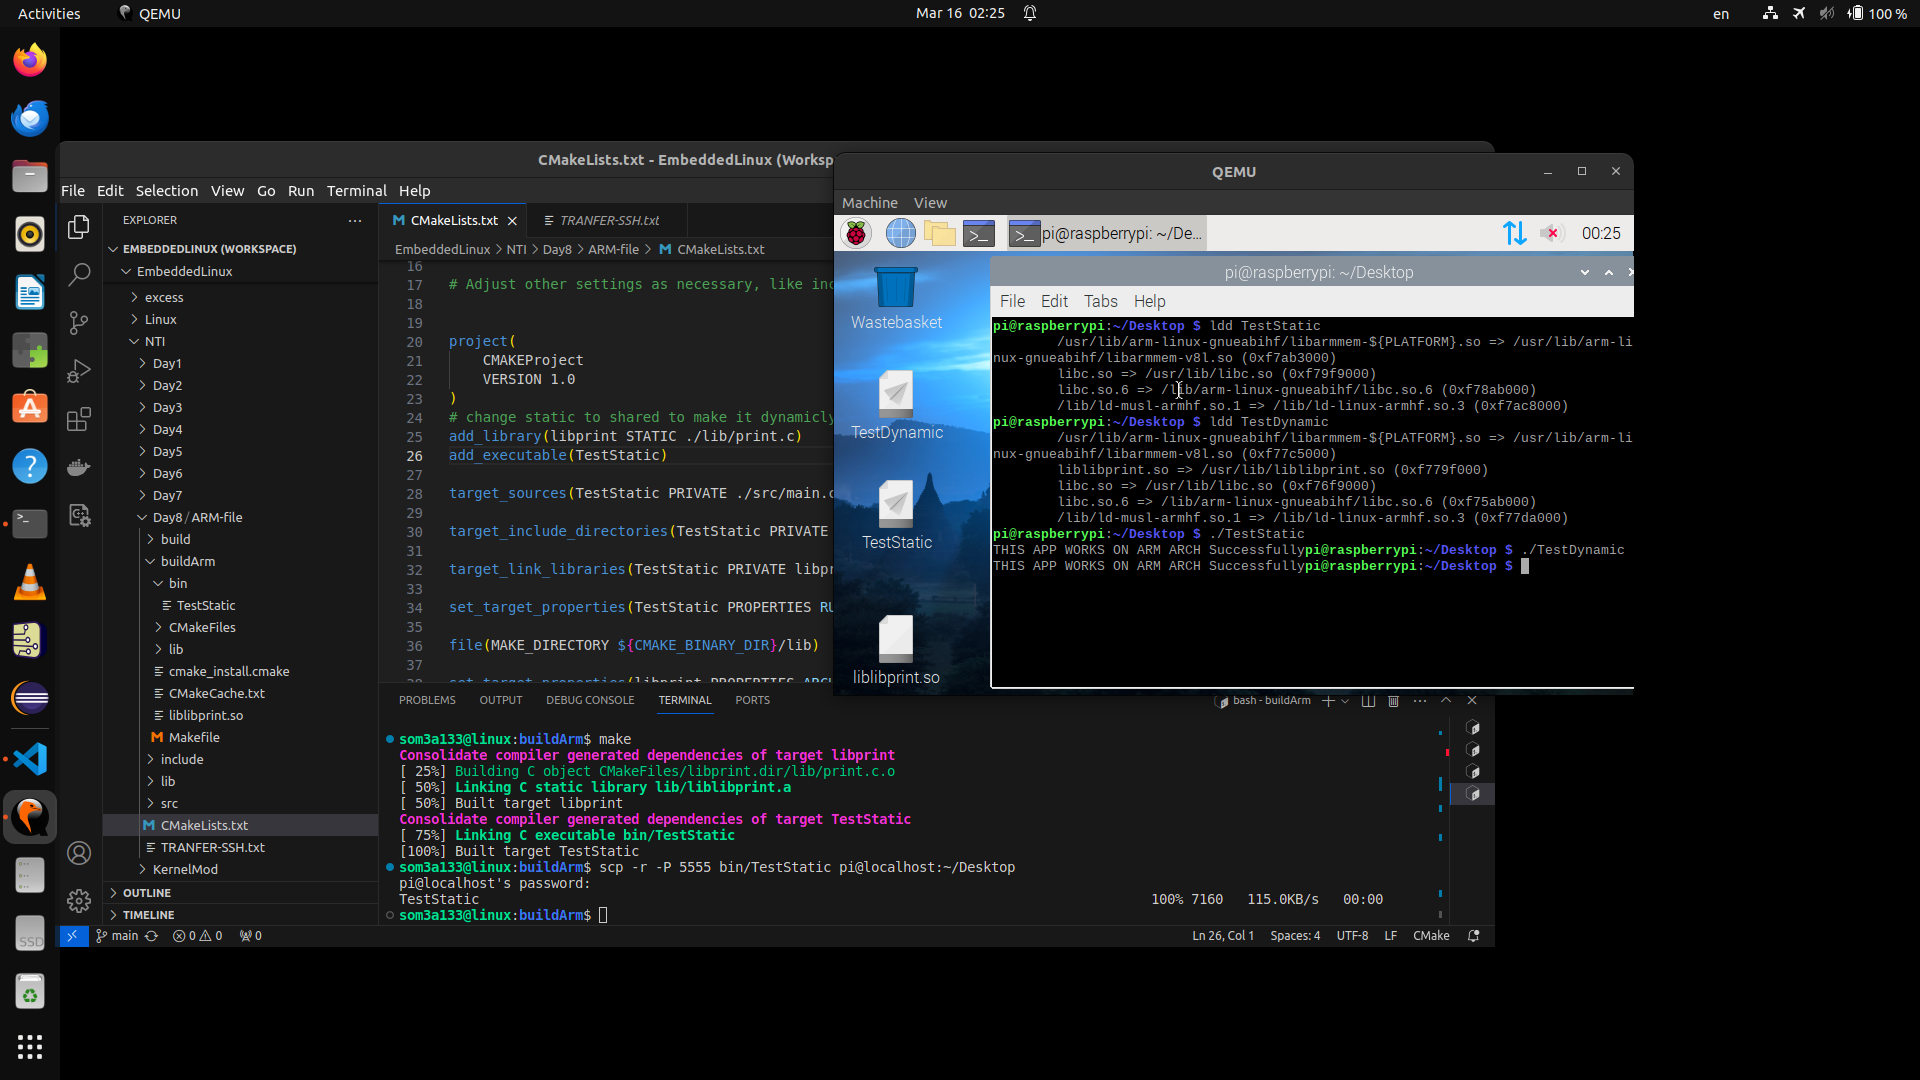 Activities
QEMU
Mar 16 02:25
en
100 %
CMakeLists.txt - EmbeddedLinux (Worksp
File Edit Selection View Go Run Terminal Help
EXPLORER
EMBEDDEDLINUX (WORKSPACE)
EmbeddedLinux
excess
Linux
NTI
Day1
Day2
Day3
Day4
Day5
Day6
Day7
Day8/ARM-file
build
buildArm
bin
TestStatic
CMakeFiles
lib
cmake_install.cmake
CMakeCache.txt
liblibprint.so
Makefile
include
lib
src
CMakeLists.txt
TRANFER-SSH.txt
KernelMod
OUTLINE
TIMELINE
CMakeLists.txt
TRANFER-SSH.txt
EmbeddedLinux > NTI > Day8 > ARM-file > CMakeLists.txt
16
17 # Adjust other settings as necessary, like inc
18
19
20 project(
21 CMAKEProject
22 VERSION 1.0
23 )
24 # change static to shared to make it dynamicly
25 add_library(libprint STATIC ./lib/print.c)
26 add_executable(TestStatic)
27
28 target_sources(TestStatic PRIVATE ./src/main.c
29
30 target_include_directories(TestStatic PRIVATE
31
32 target_link_libraries(TestStatic PRIVATE libpr
33
34 set_target_properties(TestStatic PROPERTIES RU
35
36 file(MAKE_DIRECTORY ${CMAKE_BINARY_DIR}/lib)
37
QEMU
Machine View
pi@raspberrypi: ~/De...
00:25
Wastebasket
TestDynamic
TestStatic
liblibprint.so
pi@raspberrypi: ~/Desktop
File Edit Tabs Help
pi@raspberrypi:~/Desktop $ ldd TestStatic
/usr/lib/arm-linux-gnueabihf/libarmmem-${PLATFORM}.so => /usr/lib/arm-li
nux-gnueabihf/libarmmem-v8l.so (0xf7ab3000)
libc.so => /usr/lib/libc.so (0xf79f9000)
libc.so.6 => /lib/arm-linux-gnueabihf/libc.so.6 (0xf78ab000)
/lib/ld-musl-armhf.so.1 => /lib/ld-linux-armhf.so.3 (0xf7ac8000)
pi@raspberrypi:~/Desktop $ ldd TestDynamic
/usr/lib/arm-linux-gnueabihf/libarmmem-${PLATFORM}.so => /usr/lib/arm-li
nux-gnueabihf/libarmmem-v8l.so (0xf77c5000)
liblibprint.so => /usr/lib/liblibprint.so (0xf779f000)
libc.so => /usr/lib/libc.so (0xf76f9000)
libc.so.6 => /lib/arm-linux-gnueabihf/libc.so.6 (0xf75ab000)
/lib/ld-musl-armhf.so.1 => /lib/ld-linux-armhf.so.3 (0xf77da000)
pi@raspberrypi:~/Desktop $ ./TestStatic
THIS APP WORKS ON ARM ARCH Successfullypi@raspberrypi:~/Desktop $ ./TestDynamic
THIS APP WORKS ON ARM ARCH Successfullypi@raspberrypi:~/Desktop $
PROBLEMS OUTPUT DEBUG CONSOLE TERMINAL PORTS
bash - buildArm
som3a133@linux:buildArm$ make
Consolidate compiler generated dependencies of target libprint
[ 25%] Building C object CMakeFiles/libprint.dir/lib/print.c.o
[ 50%] Linking C static library lib/liblibprint.a
[ 50%] Built target libprint
Consolidate compiler generated dependencies of target TestStatic
[ 75%] Linking C executable bin/TestStatic
[100%] Built target TestStatic
som3a133@linux:buildArm$ scp -r -P 5555 bin/TestStatic pi@localhost:~/Desktop
pi@localhost's password:
TestStatic 100% 7160 115.0KB/s 00:00
som3a133@linux:buildArm$
main 0 0 0
Ln 26, Col 1 Spaces: 4 UTF-8 LF CMake
SSD